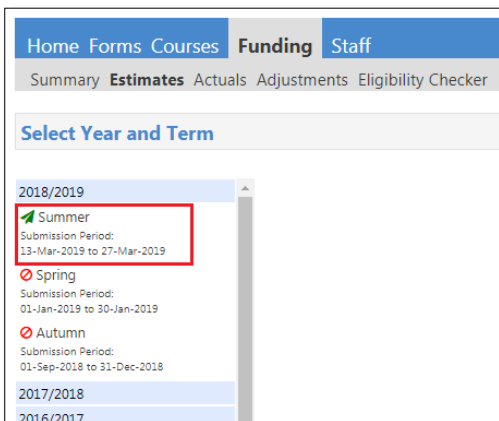 Home Forms Courses Funding Staff
Summary Estimates Actuals Adjustments Eligibility Checker
Select Year and Term
2018/2019
Summer
Submission Period:
13-Mar-2019 to 27-Mar-2019
Spring
Submission Period:
01-Jan-2019 to 30-Jan-2019
Autumn
Submission Period:
01-Sep-2018 to 31-Dec-2018
2017/2018
2016/2017